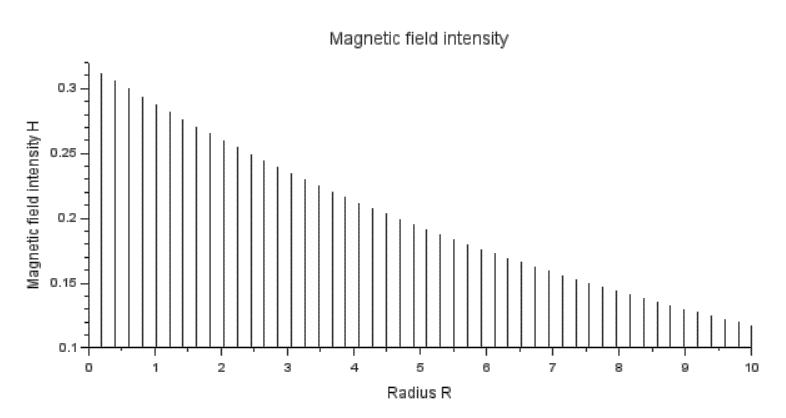 Magnetic field intensity
Magnetic field intensity H
0.3
0.25
0.2
0.15
0.1
0 1 2 3 4 5 6 7 8 9 10
Radius R